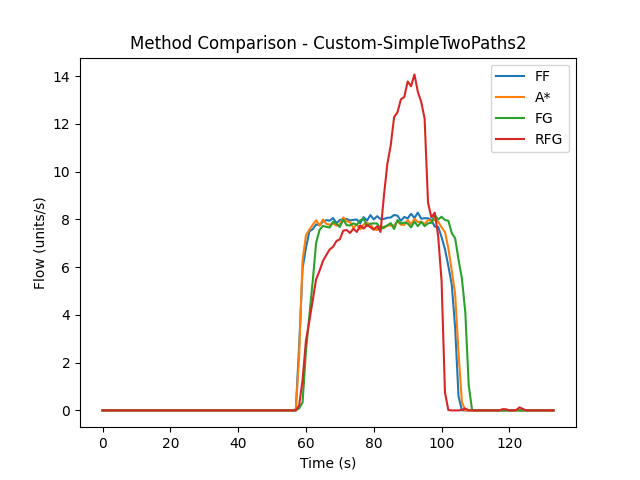 Method Comparison - Custom-SimpleTwoPaths2
FF
A*
FG
RFG
14
12
10
8
6
4
2
0
Flow (units/s)
0 20 40 60 80 100 120
Time (s)